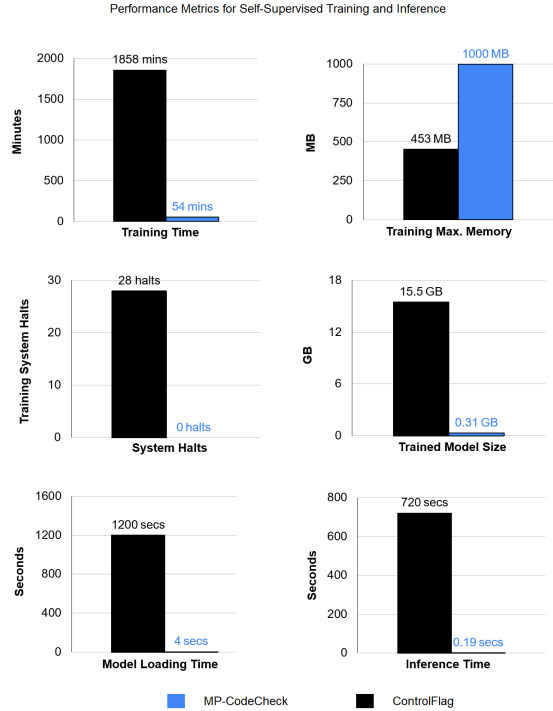 Performance Metrics for Self-Supervised Training and Inference
2000
1500
1000
500
0
Minutes
1858 mins
54 mins
Training Time
1000
750
500
250
0
MB
453 MB
1000 MB
Training Max. Memory
30
20
10
0
Training System Halts
28 halts
0 halts
System Halts
18
12
6
0
GB
15.5 GB
0.31 GB
Trained Model Size
1600
1200
800
400
0
Seconds
1200 secs
4 secs
Model Loading Time
800
600
400
200
0
Seconds
720 secs
0.19 secs
Inference Time
MP-CodeCheck
ControlFlag